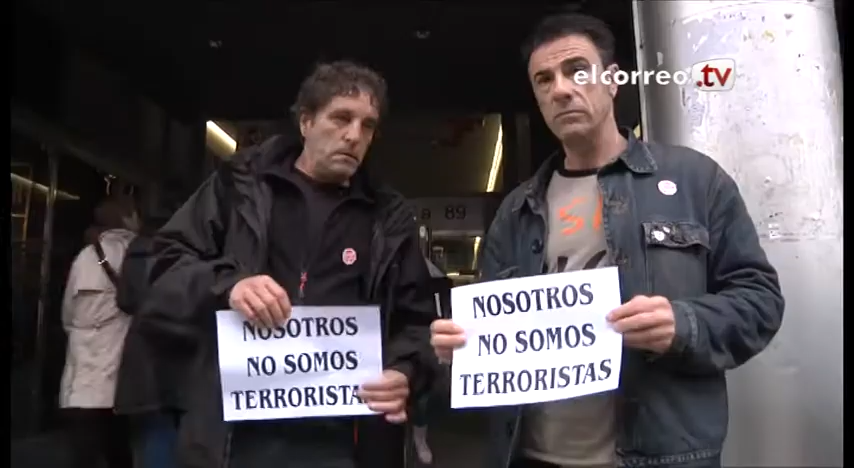 elcorreo.tv
89
NOSOTROS
NO SOMOS
TERRORISTAS
NOSOTROS
NO SOMOS
TERRORISTAS